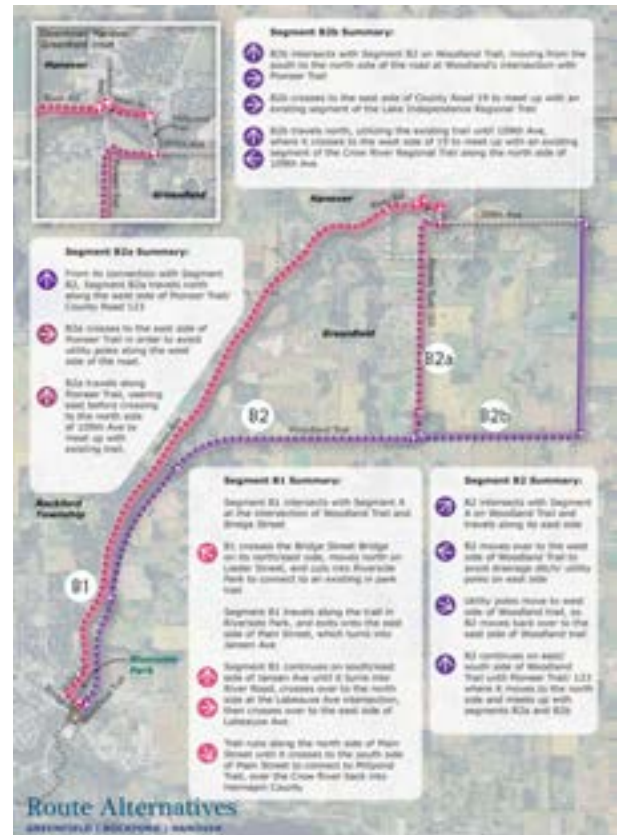 Hanover
Greenfield
Segment B2b Summary:
B2b intersects with Segment B2 on Woodland Trail, moving from the
south to the north side of the road at Woodland's intersection with
Pioneer Trail
B2b crosses to the east side of County Road 19 to meet up with an
existing segment of the Lake Independence Regional Trail
B2b travels north, utilizing the existing trail until 109th Ave,
where it crosses to the west side of 19 to meet up with an existing
segment of the Crow River Regional Trail along the north side of
109th Ave
Hanover
109th Ave
Segment B2a Summary:
From its connection with Segment
B2, Segment B2a travels north
along the west side of Pioneer Trail/
County Road 123
B2a crosses to the east side of
Pioneer Trail in order to avoid
utility poles along the west
side of the road.
B2a travels along
Pioneer Trail, veering
east before crossing
to the north side
of 109th Ave to
meet up with
existing trail.
Greenfield
B2a
B2
B2b
Woodland Trail
Rockford
Township
B1
Riverside
Park
Segment B1 Summary:
Segment B1 intersects with Segment A
at the intersection of Woodland Trail and
Bridge Street
B1 crosses the Bridge Street Bridge
on its north/east side, moves north on
Linder Street, and cuts into Riverside
Park to connect to an existing in park
trail
Segment B1 travels along the trail in
Riverside Park, and exits onto the east
side of Main Street, which turns into
Jansen Ave
Segment B1 continues on south/east
side of Jansen Ave until it turns into
River Road, crosses over to the north
side at the Labeauxe Ave intersection,
then crosses over to the east side of
Labeauxe Ave
Trail runs along the north side of Main
Street until it crosses to the south side
of Main Street to connect to Millpond
Trail, over the Crow River back into
Hennepin County
Segment B2 Summary:
B2 intersects with Segment
A on Woodland Trail and
travels along its east side
B2 moves over to the west
side of Woodland Trail to
avoid drainage ditch/ utility
poles on east side
Utility poles move to west
side of Woodland trail, so
B2 moves back over to the
east side of Woodland trail
B2 continues on east/
south side of Woodland
Trail until Pioneer Trail/ 123
where it moves to the north
side and meets up with
segments B2a and B2b
Route Alternatives
GREENFIELD | ROCKFORD | HANOVER